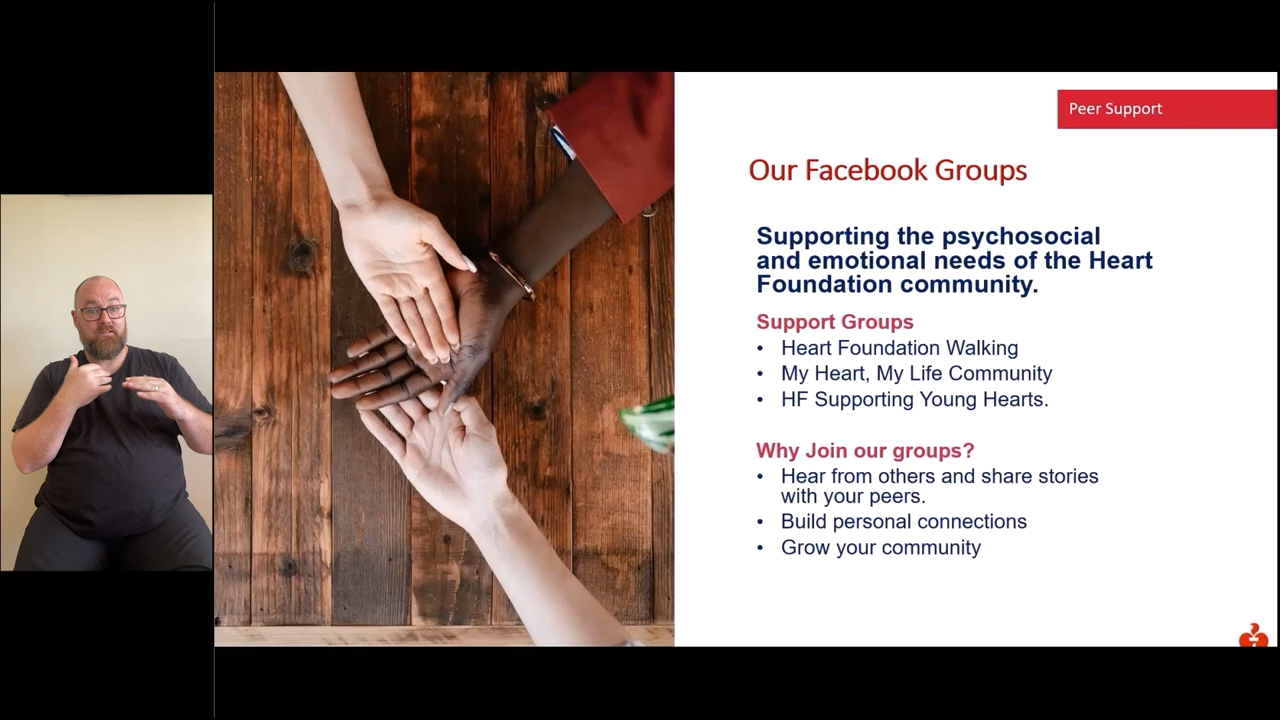 Peer Support
Our Facebook Groups
Supporting the psychosocial
and emotional needs of the Heart
Foundation community.
Support Groups
• Heart Foundation Walking
• My Heart, My Life Community
• HF Supporting Young Hearts.
Why Join our groups?
• Hear from others and share stories
with your peers.
• Build personal connections
• Grow your community